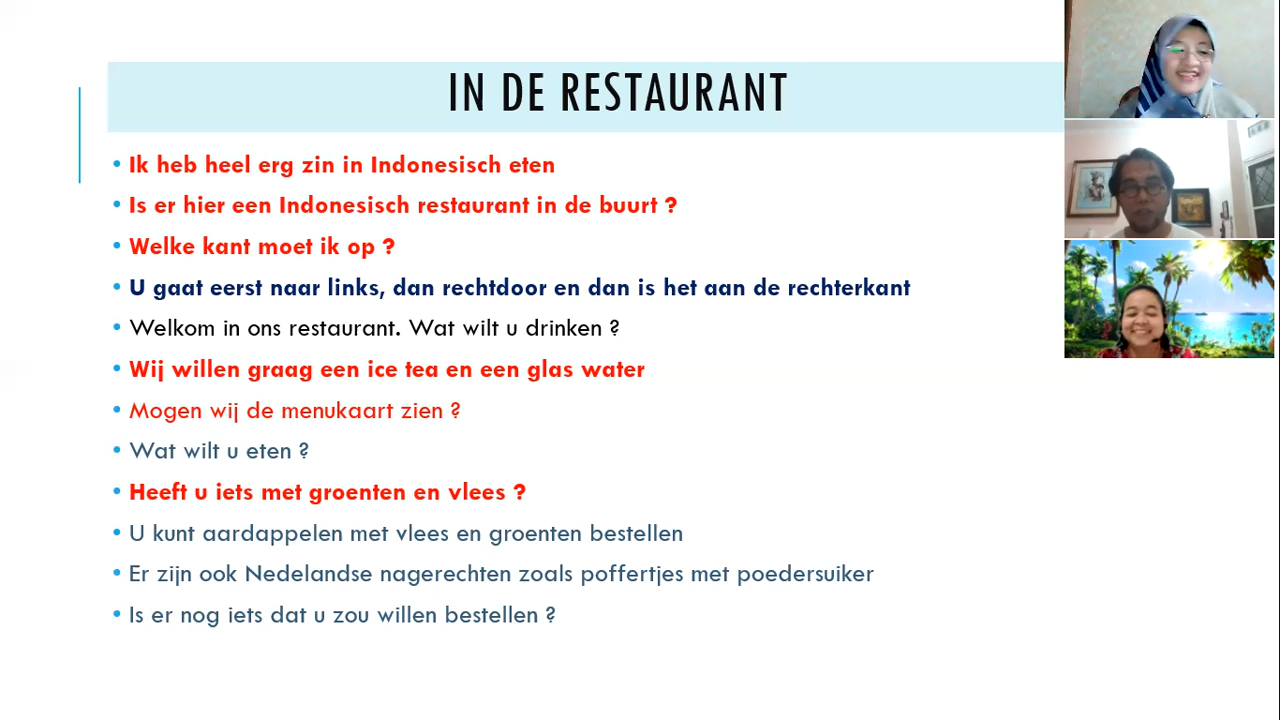 IN DE RESTAURANT
• Ik heb heel erg zin in Indonesisch eten
• Is er hier een Indonesisch restaurant in de buurt ?
• Welke kant moet ik op ?
• U gaat eerst naar links, dan rechtdoor en dan is het aan de rechterkant
• Welkom in ons restaurant. Wat wilt u drinken ?
• Wij willen graag een ice tea en een glas water
• Mogen wij de menukaart zien ?
• Wat wilt u eten ?
• Heeft u iets met groenten en vlees ?
• U kunt aardappelen met vlees en groenten bestellen
• Er zijn ook Nedelandse nagerechten zoals poffertjes met poedersuiker
• Is er nog iets dat u zou willen bestellen ?